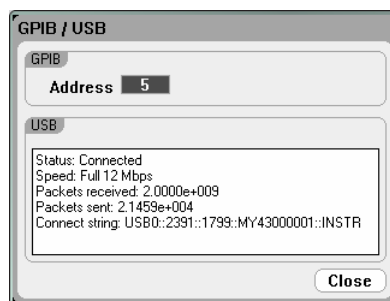 GPIB / USB
GPIB
Address 5
USB
Status: Connected
Speed: Full 12 Mbps
Packets received: 2.0000e+009
Packets sent: 2.1459e+004
Connect string: USB0::2391::1799::MY43000001::INSTR
Close